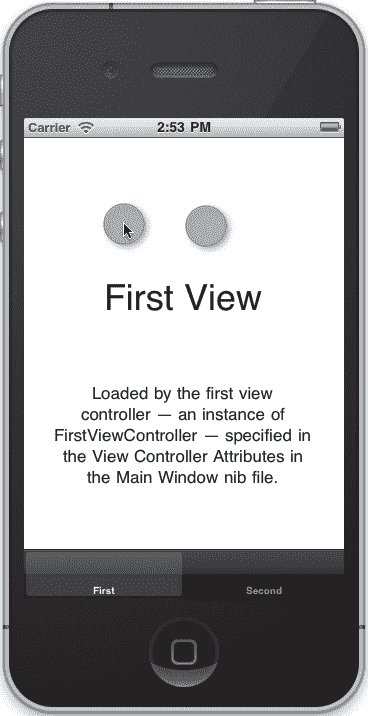 Carrier 2:53 PM
First View
Loaded by the first view
controller — an instance of
FirstViewController — specified in
the View Controller Attributes in
the Main Window nib file.
First Second